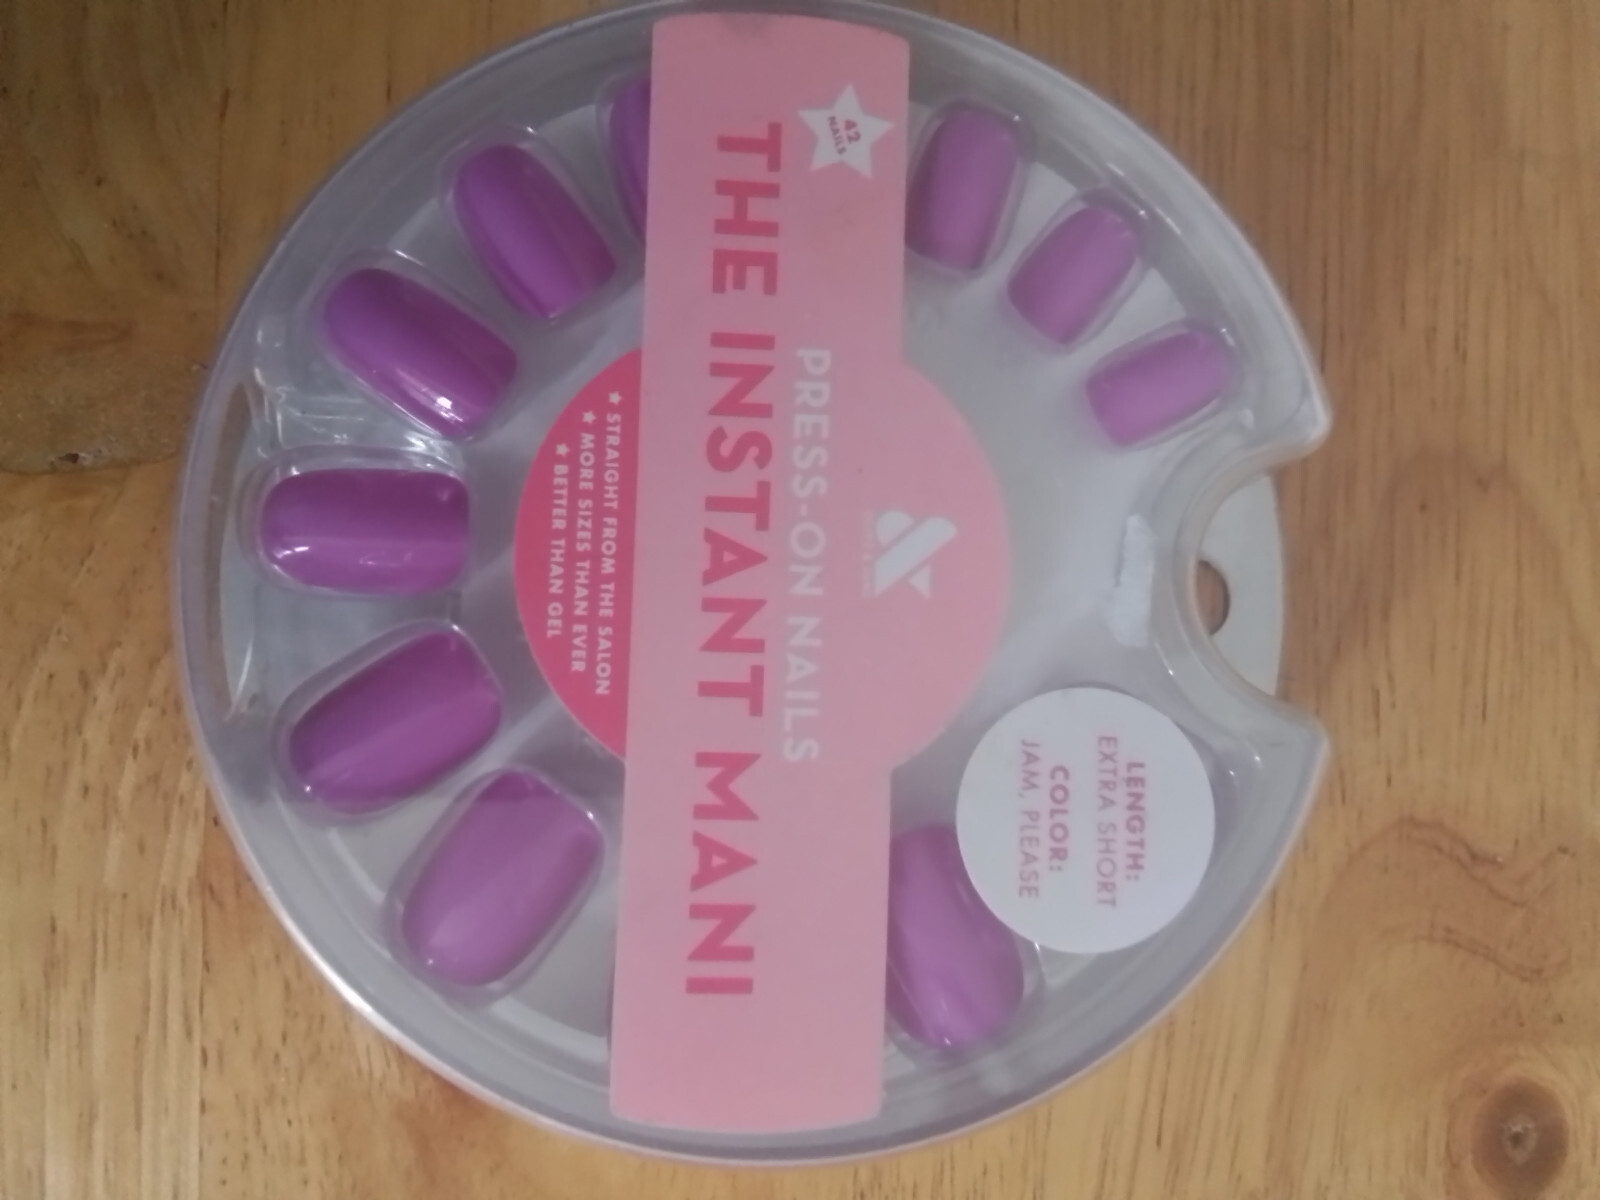 42
NAILS
PRESS-ON NAILS
THE INSTANT MANI
★ STRAIGHT FROM THE SALON
★ MORE SIZES THAN EVER
★ BETTER THAN GEL
LENGTH:
EXTRA SHORT
COLOR:
JAM, PLEASE